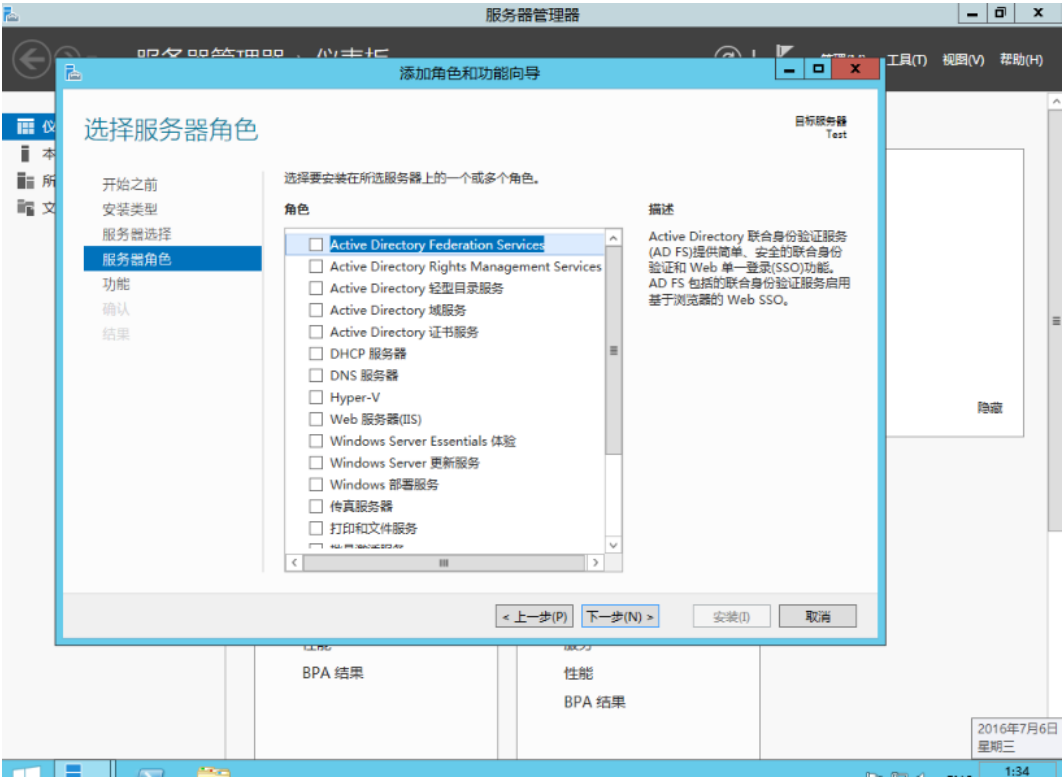 服务器管理器
工具(T) 视图(V) 帮助(H)
添加角色和功能向导
选择服务器角色
目标服务器
Test
开始之前
安装类型
服务器选择
服务器角色
功能
确认
结果
选择要安装在所选服务器上的一个或多个角色。
角色
Active Directory Federation Services
Active Directory Rights Management Services
Active Directory 轻型目录服务
Active Directory 域服务
Active Directory 证书服务
DHCP 服务器
DNS 服务器
Hyper-V
Web 服务器(IIS)
Windows Server Essentials 体验
Windows Server 更新服务
Windows 部署服务
传真服务器
打印和文件服务
描述
Active Directory 联合身份验证服务
(AD FS)提供简单、安全的联合身份
验证和 Web 单一登录(SSO)功能。
AD FS 包括的联合身份验证服务启用
基于浏览器的 Web SSO。
隐藏
< 上一步(P) 下一步(N) > 安装(I) 取消
BPA 结果
性能
BPA 结果
2016年7月6日
星期三
1:34